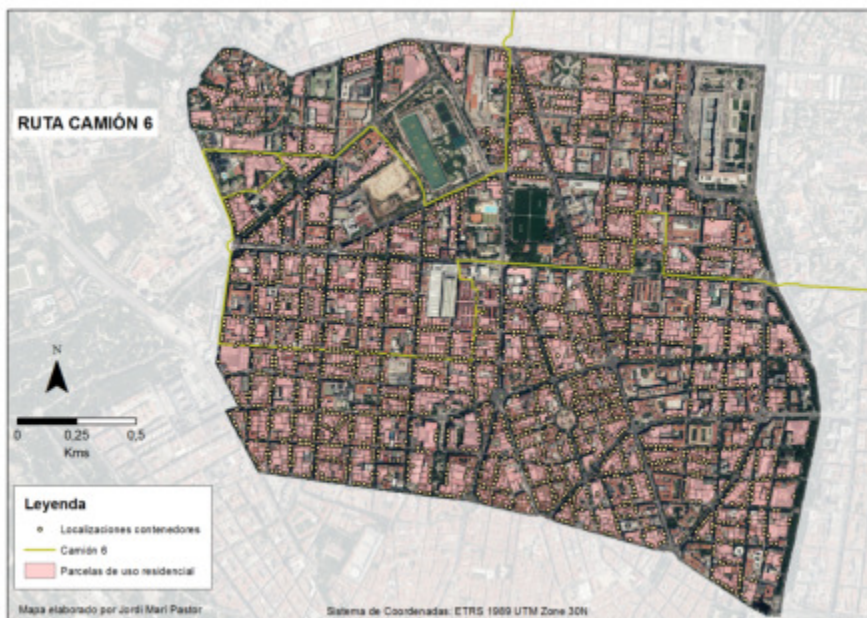 RUTA CAMIÓN 6
N
0 0,25 0,5
Kms
Leyenda
Localizaciones contenedores
Camión 6
Parcelas de uso residencial
Mapa elaborado por Jordi Marí Pastor
Sistema de Coordenadas: ETRS 1989 UTM Zone 30N